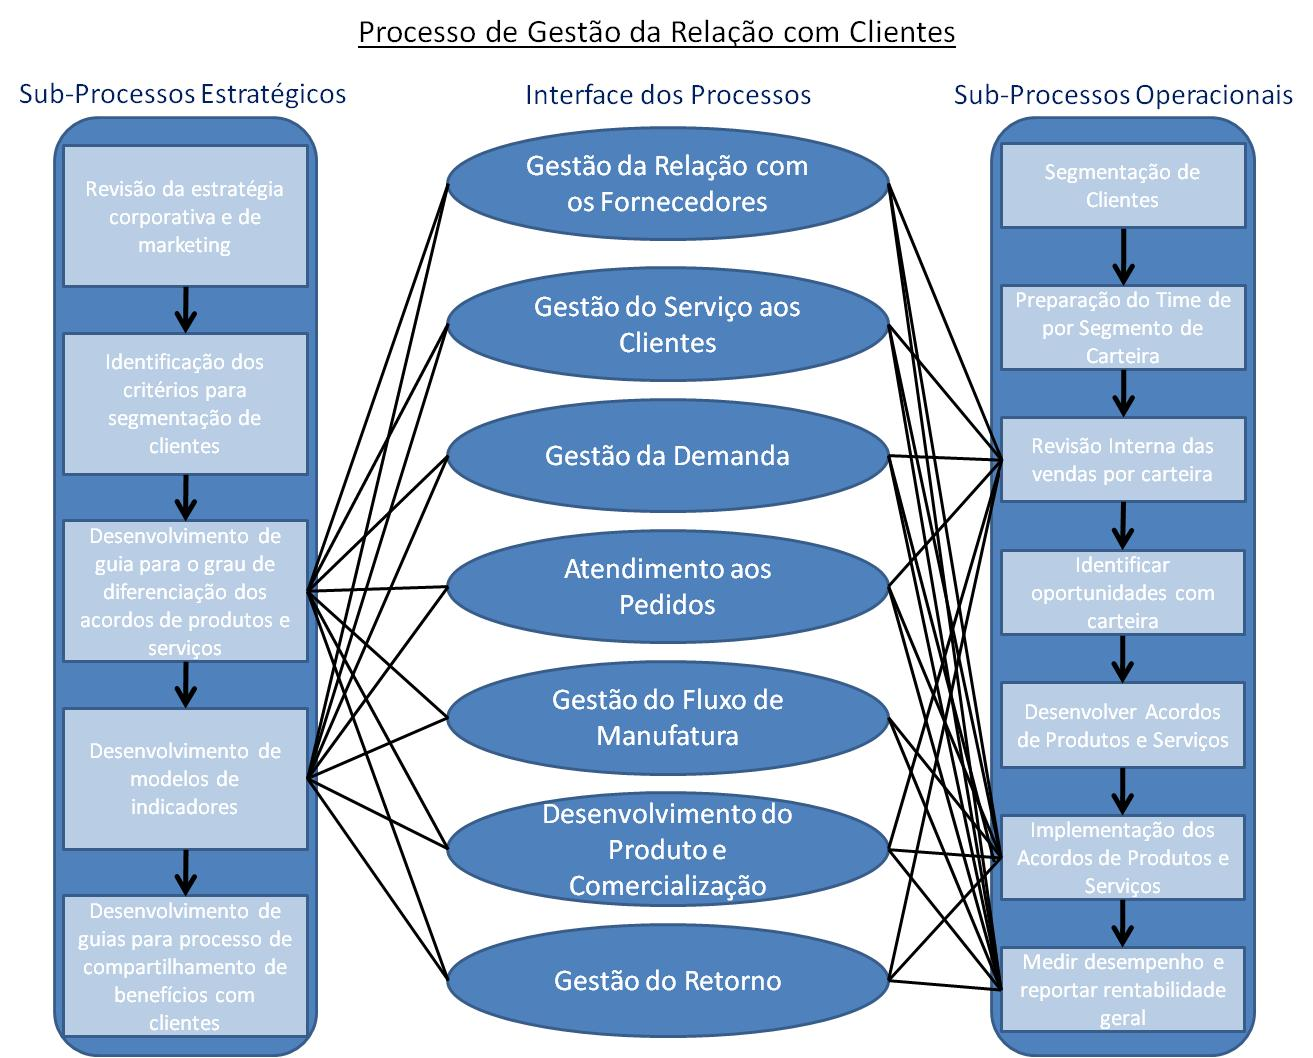 Processo de Gestão da Relação com Clientes
Sub-Processos Estratégicos
Revisão da estratégia
corporativa e de
marketing
Identificação dos
critérios para
segmentação de
clientes
Desenvolvimento de
guia para o grau de
diferenciação dos
acordos de produtos e
serviços
Desenvolvimento de
modelos de
indicadores
Desenvolvimento de
guias para processo de
compartilhamento de
benefícios com
clientes
Interface dos Processos
Gestão da Relação com
os Fornecedores
Gestão do Serviço aos
Clientes
Gestão da Demanda
Atendimento aos
Pedidos
Gestão do Fluxo de
Manufatura
Desenvolvimento do
Produto e
Comercialização
Gestão do Retorno
Sub-Processos Operacionais
Segmentação de
Clientes
Preparação do Time de
por Segmento de
Carteira
Revisão Interna das
vendas por carteira
Identificar
oportunidades com
carteira
Desenvolver Acordos
de Produtos e Serviços
Implementação dos
Acordos de Produtos e
Serviços
Medir desempenho e
reportar rentabilidade
geral